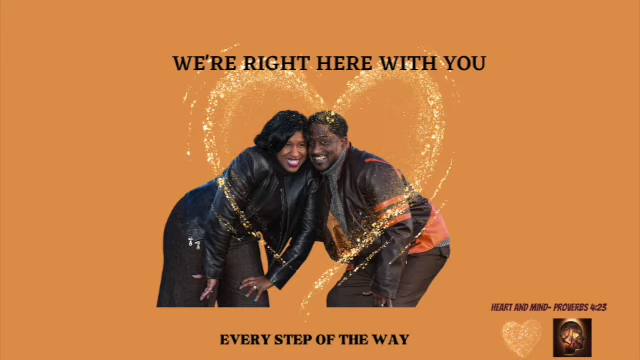 WE'RE RIGHT HERE WITH YOU
EVERY STEP OF THE WAY
HEART AND MIND- PROVERBS 4:23